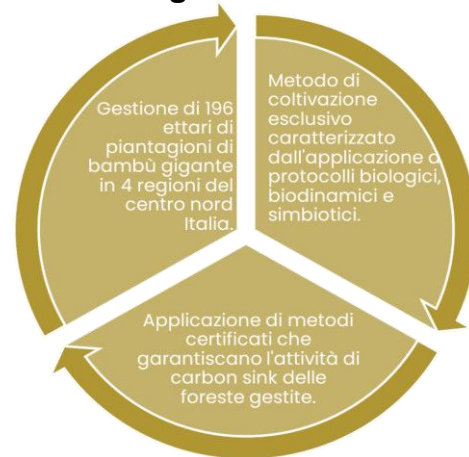 Gestione di 196
ettari di
piantagioni di
bambù gigante
in 4 regioni del
centro nord
Italia.
Metodo di
coltivazione
esclusivo
caratterizzato
dall'applicazione d
protocolli biologici,
biodinamici e
simbiotici.
Applicazione di metodi
certificati che
garantiscano l'attività di
carbon sink delle
foreste gestite.